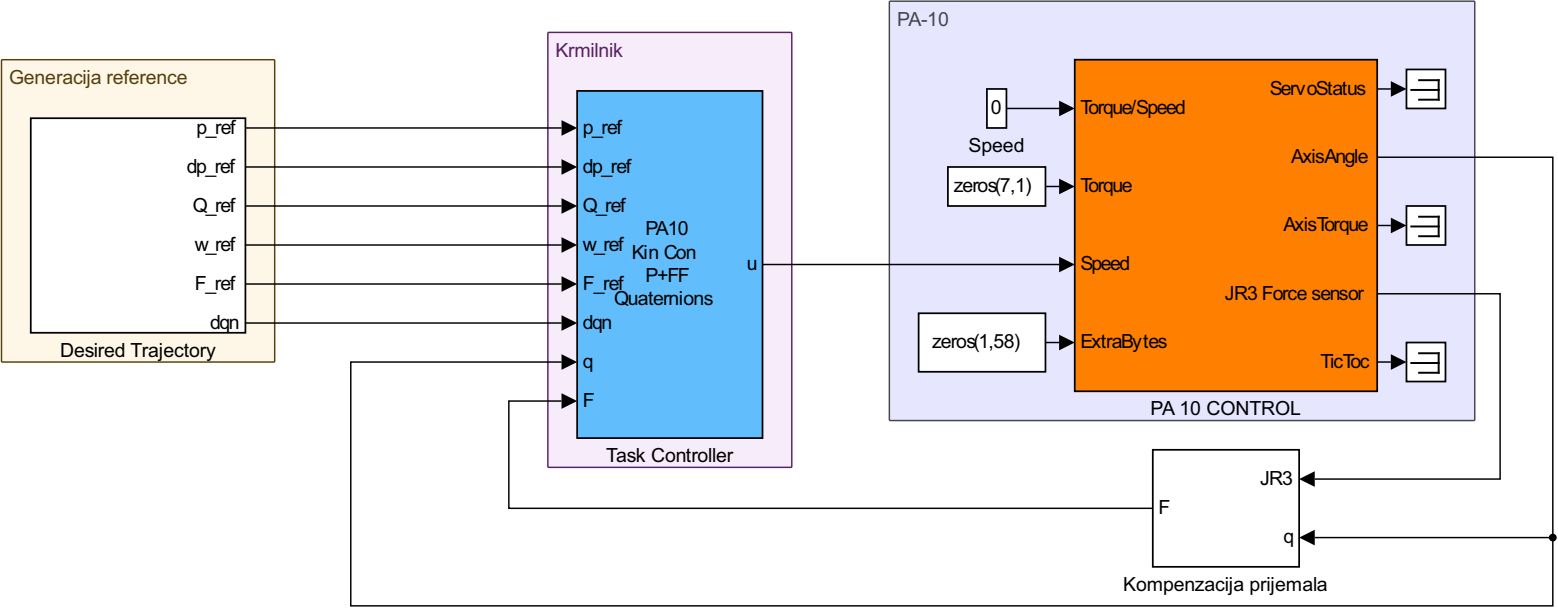 Generacija reference
p_ref
dp_ref
Q_ref
w_ref
F_ref
dqn
Desired Trajectory
Krmilnik
p_ref
dp_ref
Q_ref
w_ref
F_ref
dqn
q
F
PA10
Kin Con
P+FF
Quaternions
u
Task Controller
PA-10
0
Speed
zeros(7,1)
zeros(1,58)
Torque/Speed
Torque
Speed
ExtraBytes
ServoStatus
AxisAngle
AxisTorque
JR3 Force sensor
TicToc
PA 10 CONTROL
JR3
F
q
Kompenzacija prijemala